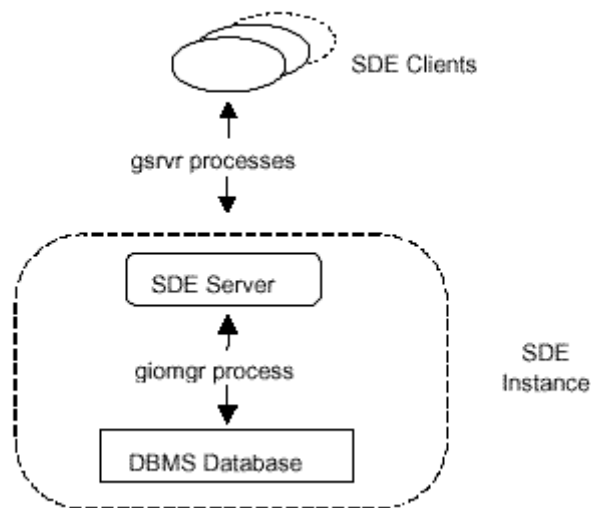 SDE Clients
gsrvr processes
SDE Server
giomgr process
SDE
Instance
DBMS Database